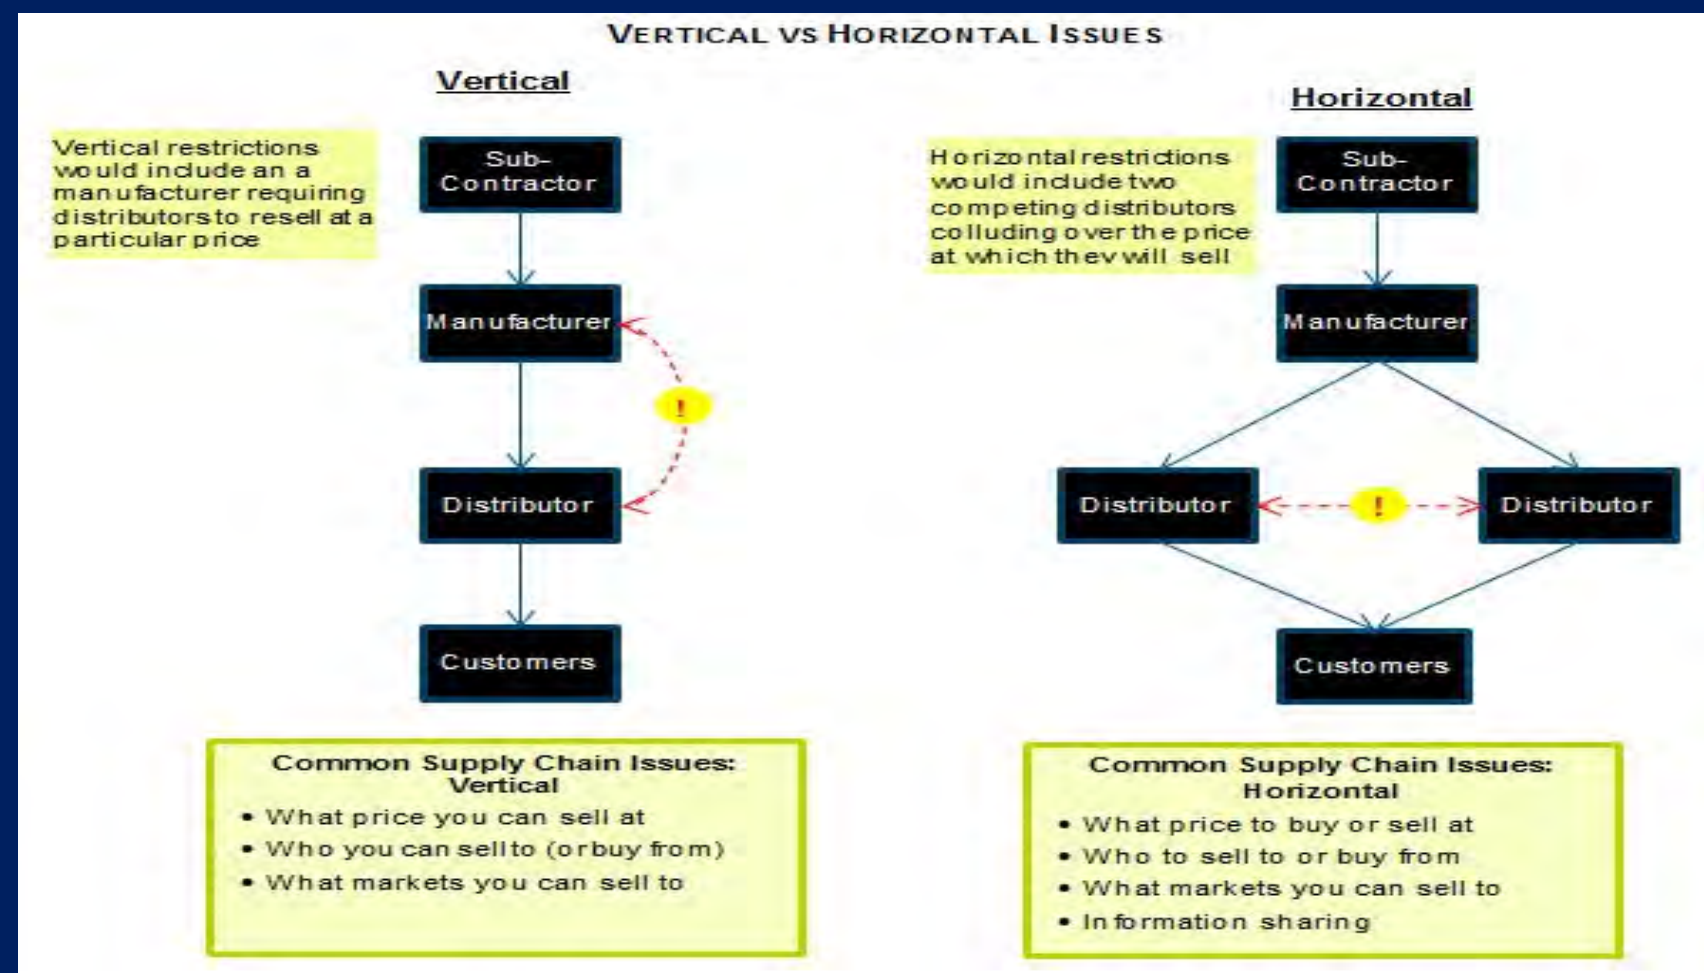 VERTICAL VS HORIZONTAL ISSUES
Vertical
Vertical restrictions
would include an a
manufacturer requiring
distributors to resell at a
particular price
Sub-
Contractor
Manufacturer
!
Distributor
Customers
Common Supply Chain Issues:
Vertical
• What price you can sell at
• Who you can sell to (or buy from)
• What markets you can sell to
Horizontal
Horizontal restrictions
would include two
competing distributors
colluding over the price
at which they will sell
Sub-
Contractor
Manufacturer
Distributor
!
Distributor
Customers
Common Supply Chain Issues:
Horizontal
• What price to buy or sell at
• Who to sell to or buy from
• What markets you can sell to
• Information sharing